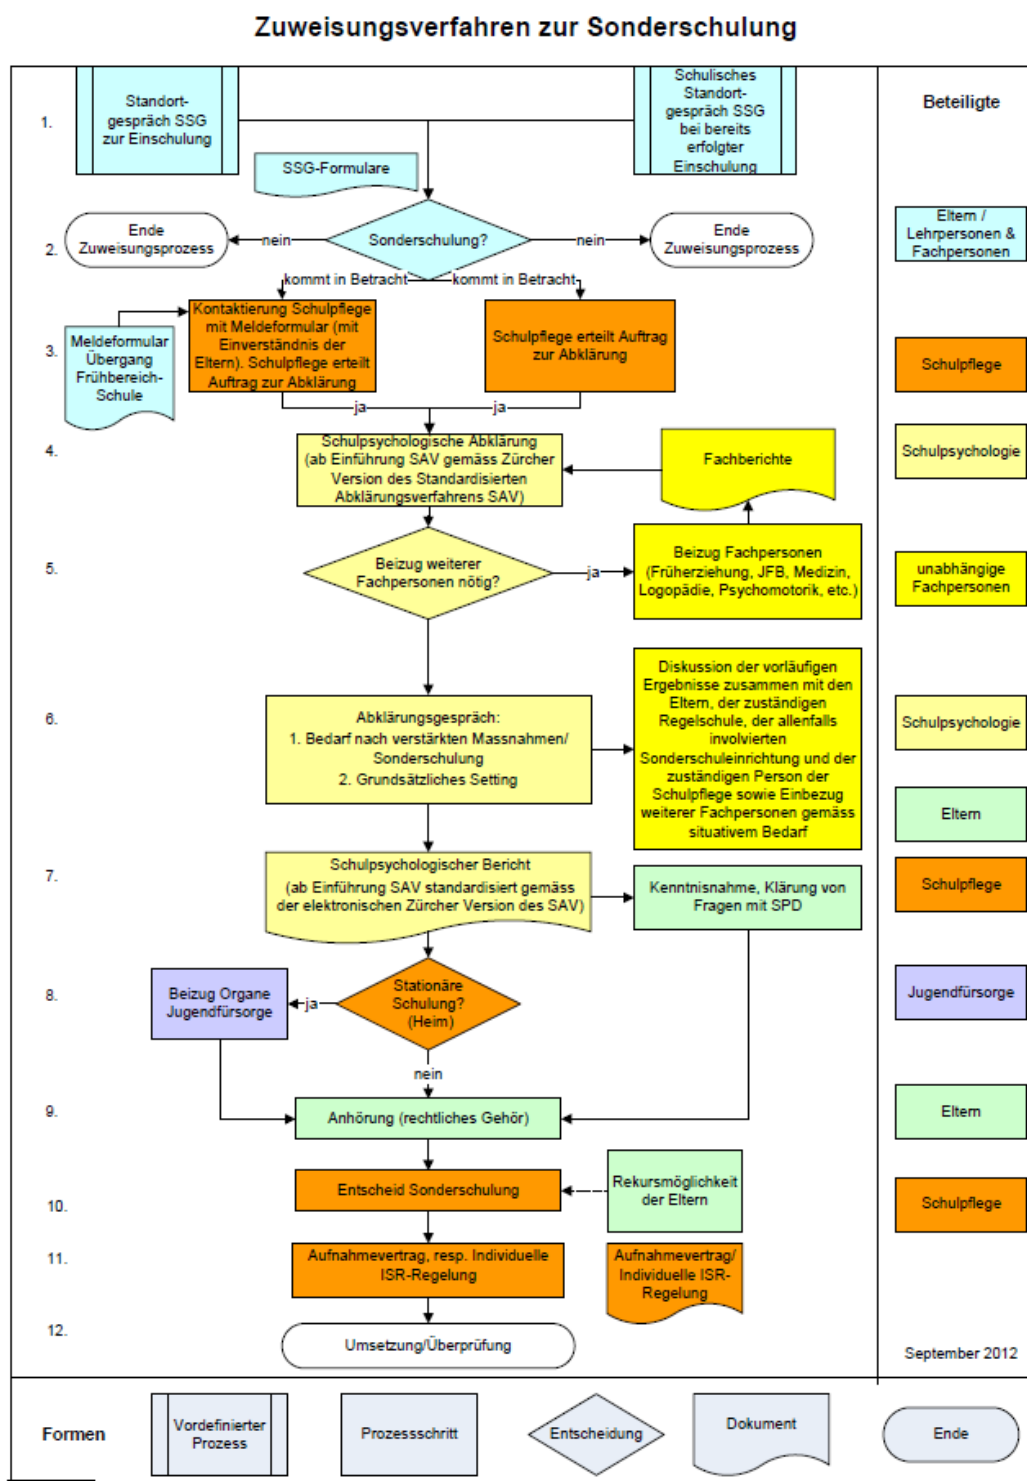 Zuweisungsverfahren zur Sonderschulung
Beteiligte
1.
Standort-
gespräch SSG
zur Einschulung
Schulisches
Standort-
gespräch SSG
bei bereits
erfolgter
Einschulung
SSG-Formulare
2.
Ende
Zuweisungsprozess
nein
Sonderschulung?
nein
Ende
Zuweisungsprozess
Eltern /
Lehrpersonen &
Fachpersonen
kommt in Betracht
kommt in Betracht
3.
Meldeformular
Übergang
Frühbereich-
Schule
Kontaktierung Schulpflege
mit Meldeformular (mit
Einverständnis der
Eltern). Schulpflege erteilt
Auftrag zur Abklärung
Schulpflege erteilt Auftrag
zur Abklärung
Schulpflege
ja
ja
4.
Schulpsychologische Abklärung
(ab Einführung SAV gemäss Zürcher
Version des Standardisierten
Abklärungsverfahrens SAV)
Fachberichte
Schulpsychologie
5.
Beizug weiterer
Fachpersonen nötig?
ja
Beizug Fachpersonen
(Früherziehung, JFB, Medizin,
Logopädie, Psychomotorik, etc.)
unabhängige
Fachpersonen
6.
Abklärungsgespräch:
1. Bedarf nach verstärkten Massnahmen/
Sonderschulung
2. Grundsätzliches Setting
Diskussion der vorläufigen
Ergebnisse zusammen mit den
Eltern, der zuständigen
Regelschule, der allenfalls
involvierten
Sonderschuleinrichtung und der
zuständigen Person der
Schulpflege sowie Einbezug
weiterer Fachpersonen gemäss
situativem Bedarf
Schulpsychologie
Eltern
7.
Schulpsychologischer Bericht
(ab Einführung SAV standardisiert gemäss
der elektronischen Zürcher Version des SAV)
Kenntnisnahme, Klärung von
Fragen mit SPD
Schulpflege
8.
Beizug Organe
Jugendfürsorge
ja
Stationäre
Schulung?
(Heim)
Jugendfürsorge
nein
9.
Anhörung (rechtliches Gehör)
Eltern
10.
Entscheid Sonderschulung
Rekursmöglichkeit
der Eltern
Schulpflege
11.
Aufnahmevertrag, resp. Individuelle
ISR-Regelung
Aufnahmevertrag/
Individuelle ISR-
Regelung
12.
Umsetzung/Überprüfung
September 2012
Formen
Vordefinierter
Prozess
Prozessschritt
Entscheidung
Dokument
Ende